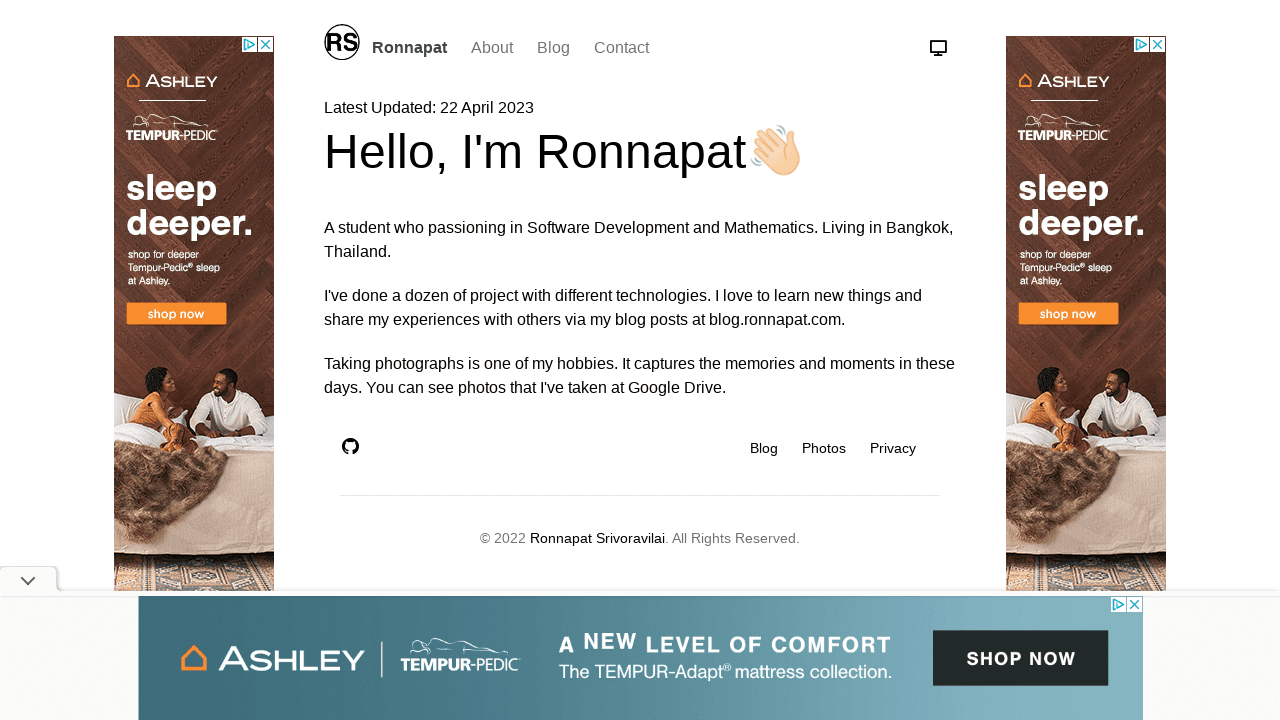 RS Ronnapat About Blog Contact
Latest Updated: 22 April 2023
Hello, I'm Ronnapat👋🏻
A student who passioning in Software Development and Mathematics. Living in Bangkok,
Thailand.
I've done a dozen of project with different technologies. I love to learn new things and
share my experiences with others via my blog posts at blog.ronnapat.com.
Taking photographs is one of my hobbies. It captures the memories and moments in these
days. You can see photos that I've taken at Google Drive.
Blog Photos Privacy
© 2022 Ronnapat Srivoravilai. All Rights Reserved.
ASHLEY
TEMPUR-PEDIC
sleep
deeper.
shop for deeper
Tempur-Pedic® sleep
at Ashley.
shop now
ASHLEY
TEMPUR-PEDIC
sleep
deeper.
shop for deeper
Tempur-Pedic® sleep
at Ashley.
shop now
ASHLEY | TEMPUR-PEDIC
A NEW LEVEL OF COMFORT
The TEMPUR-Adapt® mattress collection.
SHOP NOW